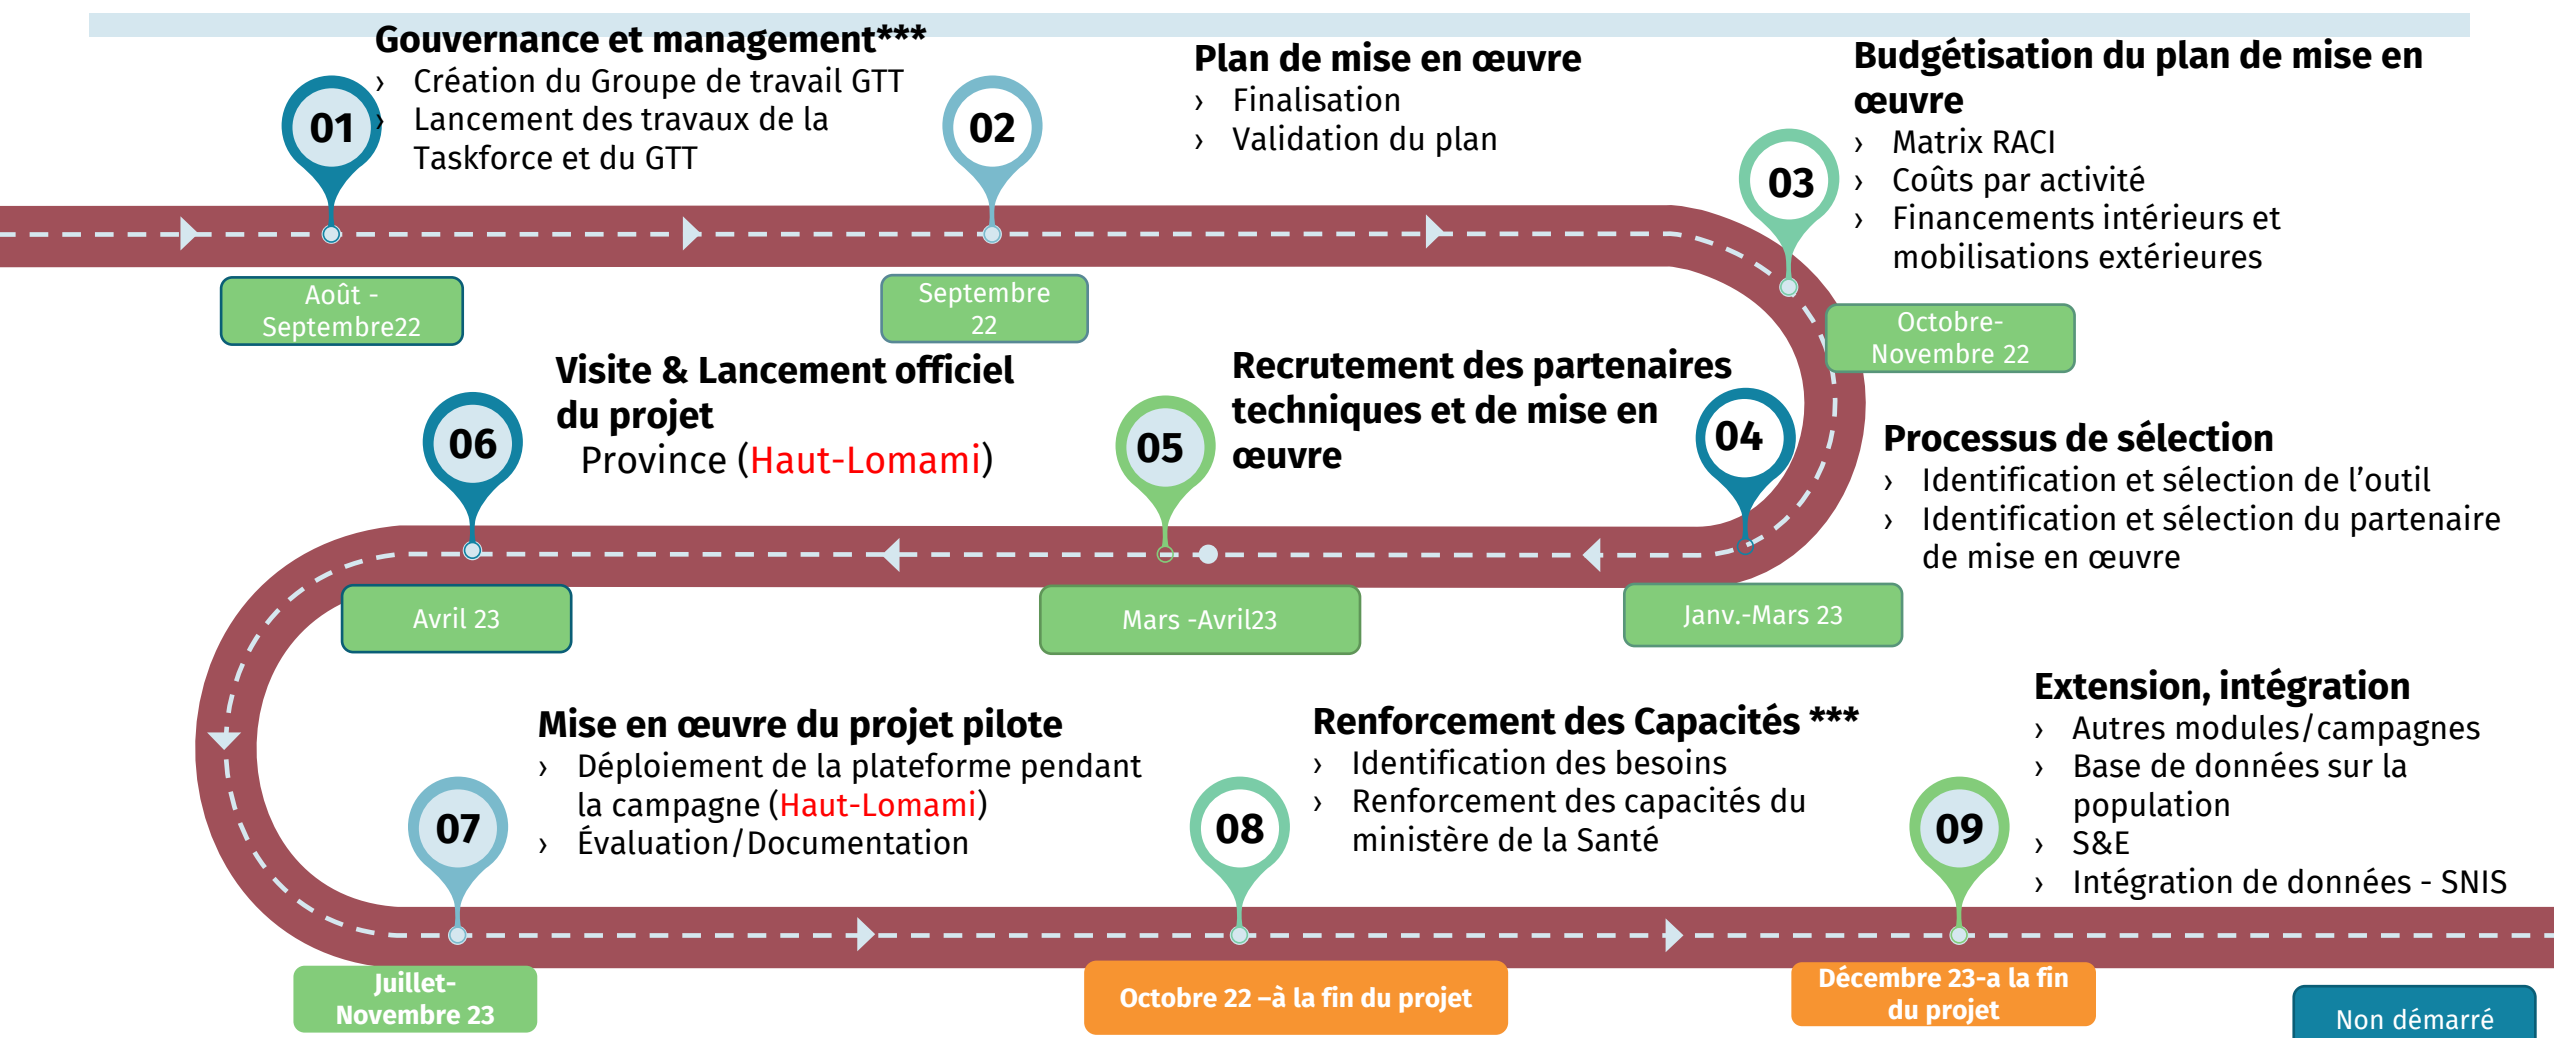 Gouvernance et management***
› Création du Groupe de travail GTT
› Lancement des travaux de la
Taskforce et du GTT
01
Août -
Septembre22
02
Plan de mise en œuvre
› Finalisation
› Validation du plan
Septembre
22
03
Budgétisation du plan de mise en
œuvre
› Matrix RACI
› Coûts par activité
› Financements intérieurs et
mobilisations extérieures
Octobre-
Novembre 22
04
Processus de sélection
› Identification et sélection de l’outil
› Identification et sélection du partenaire
de mise en œuvre
Janv.-Mars 23
05
Recrutement des partenaires
techniques et de mise en
œuvre
Mars -Avril23
06
Visite & Lancement officiel
du projet
Province (Haut-Lomami)
Avril 23
07
Mise en œuvre du projet pilote
› Déploiement de la plateforme pendant
la campagne (Haut-Lomami)
› Évaluation/Documentation
Juillet-
Novembre 23
08
Renforcement des Capacités ***
› Identification des besoins
› Renforcement des capacités du
ministère de la Santé
Octobre 22 –à la fin du projet
09
Extension, intégration
› Autres modules/campagnes
› Base de données sur la
population
› S&E
› Intégration de données - SNIS
Décembre 23-a la fin
du projet
Non démarré